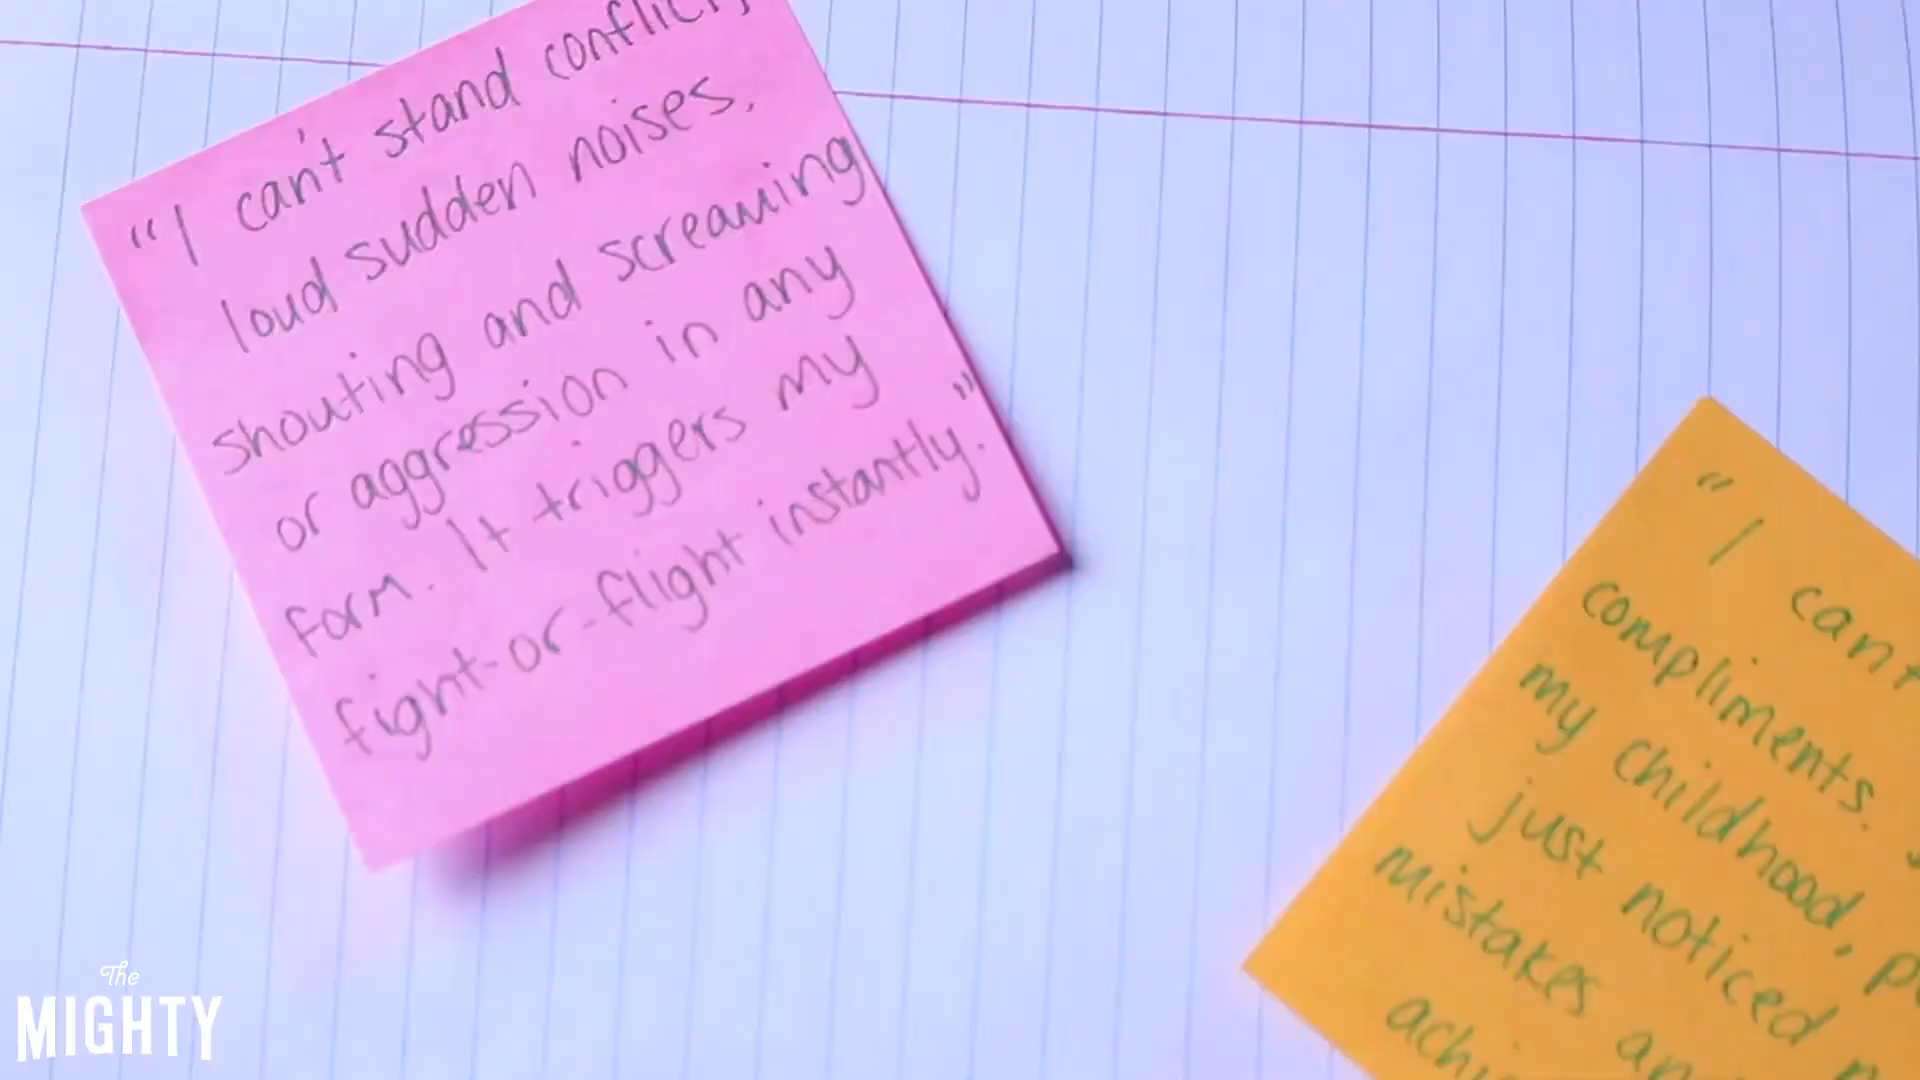 “I can't stand conflict,
loud sudden noises,
shouting and screaming
or aggression in any
form. It triggers my
fight-or-flight instantly.”
“I can't
compliments.
my childhood,
just noticed
mistakes and
The
MIGHTY